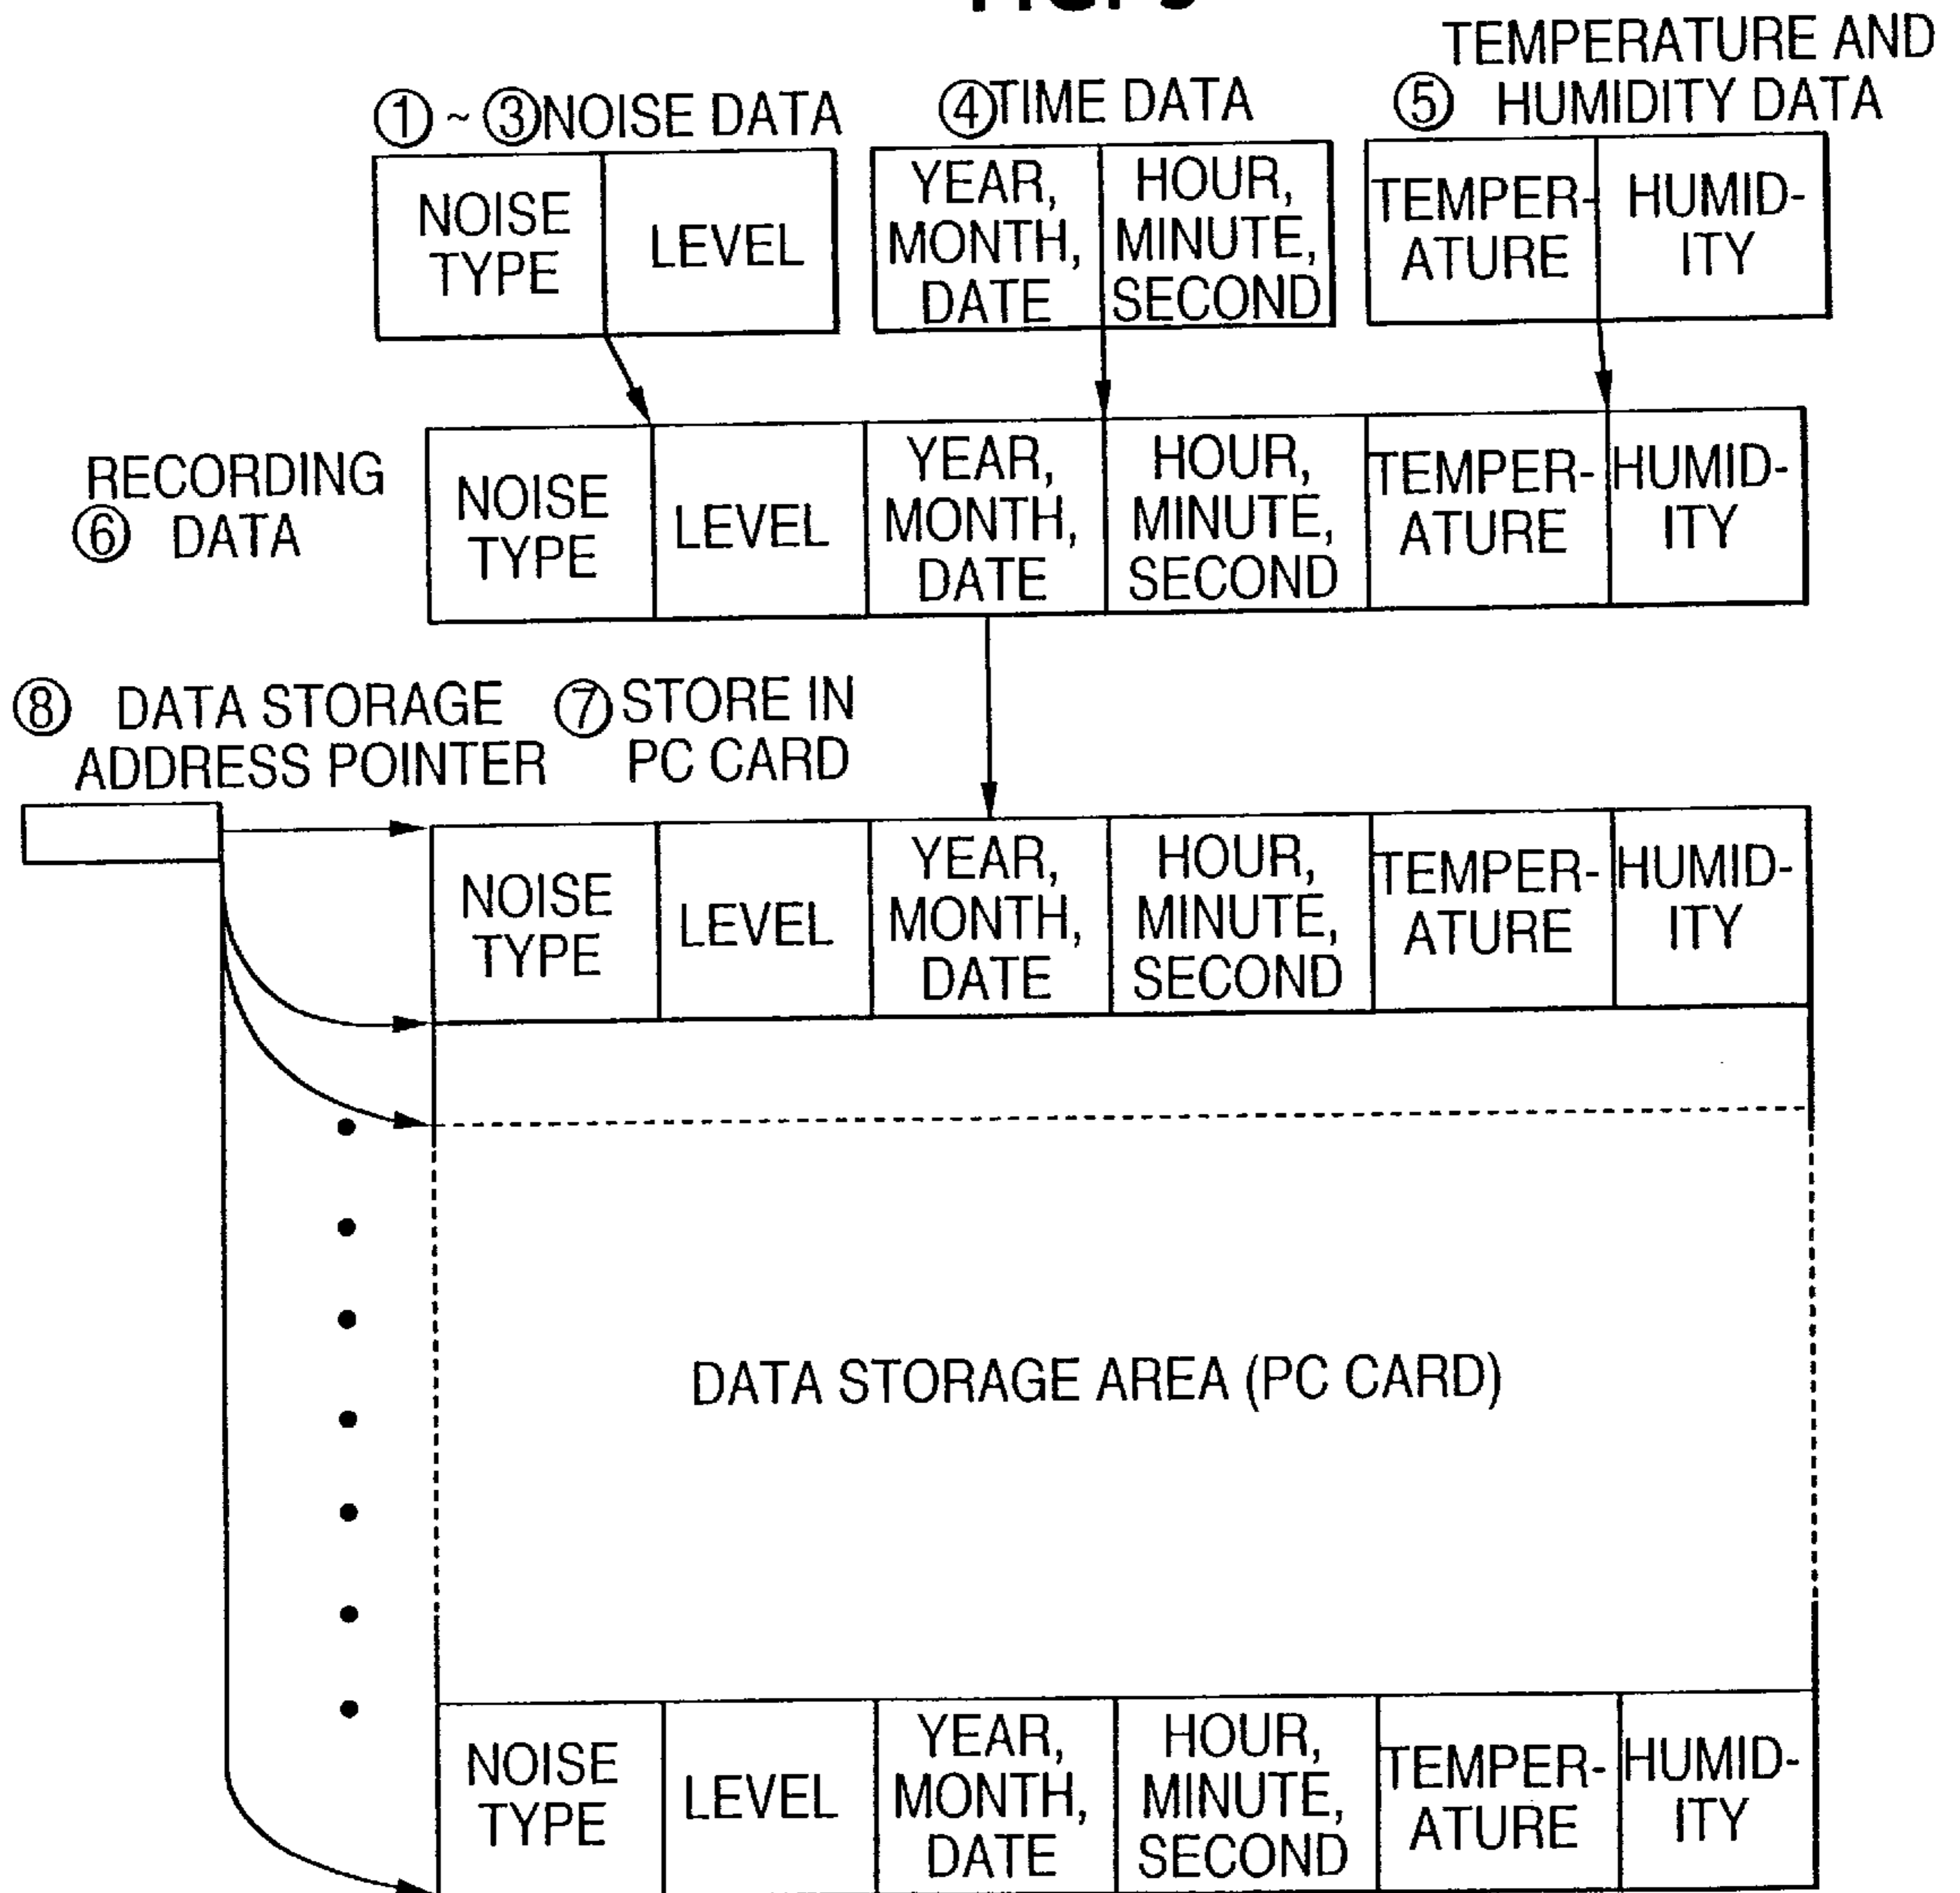 TEMPERATURE AND
① ~ ③NOISE DATA ④TIME DATA ⑤ HUMIDITY DATA
NOISE
TYPE
LEVEL
YEAR,
MONTH,
DATE
HOUR,
MINUTE,
SECOND
TEMPER-
ATURE
HUMID-
ITY
RECORDING
⑥ DATA
NOISE
TYPE
LEVEL
YEAR,
MONTH,
DATE
HOUR,
MINUTE,
SECOND
TEMPER-
ATURE
HUMID-
ITY
⑧ DATA STORAGE
ADDRESS POINTER
⑦ STORE IN
PC CARD
NOISE
TYPE
LEVEL
YEAR,
MONTH,
DATE
HOUR,
MINUTE,
SECOND
TEMPER-
ATURE
HUMID-
ITY
DATA STORAGE AREA (PC CARD)
NOISE
TYPE
LEVEL
YEAR,
MONTH,
DATE
HOUR,
MINUTE,
SECOND
TEMPER-
ATURE
HUMID-
ITY